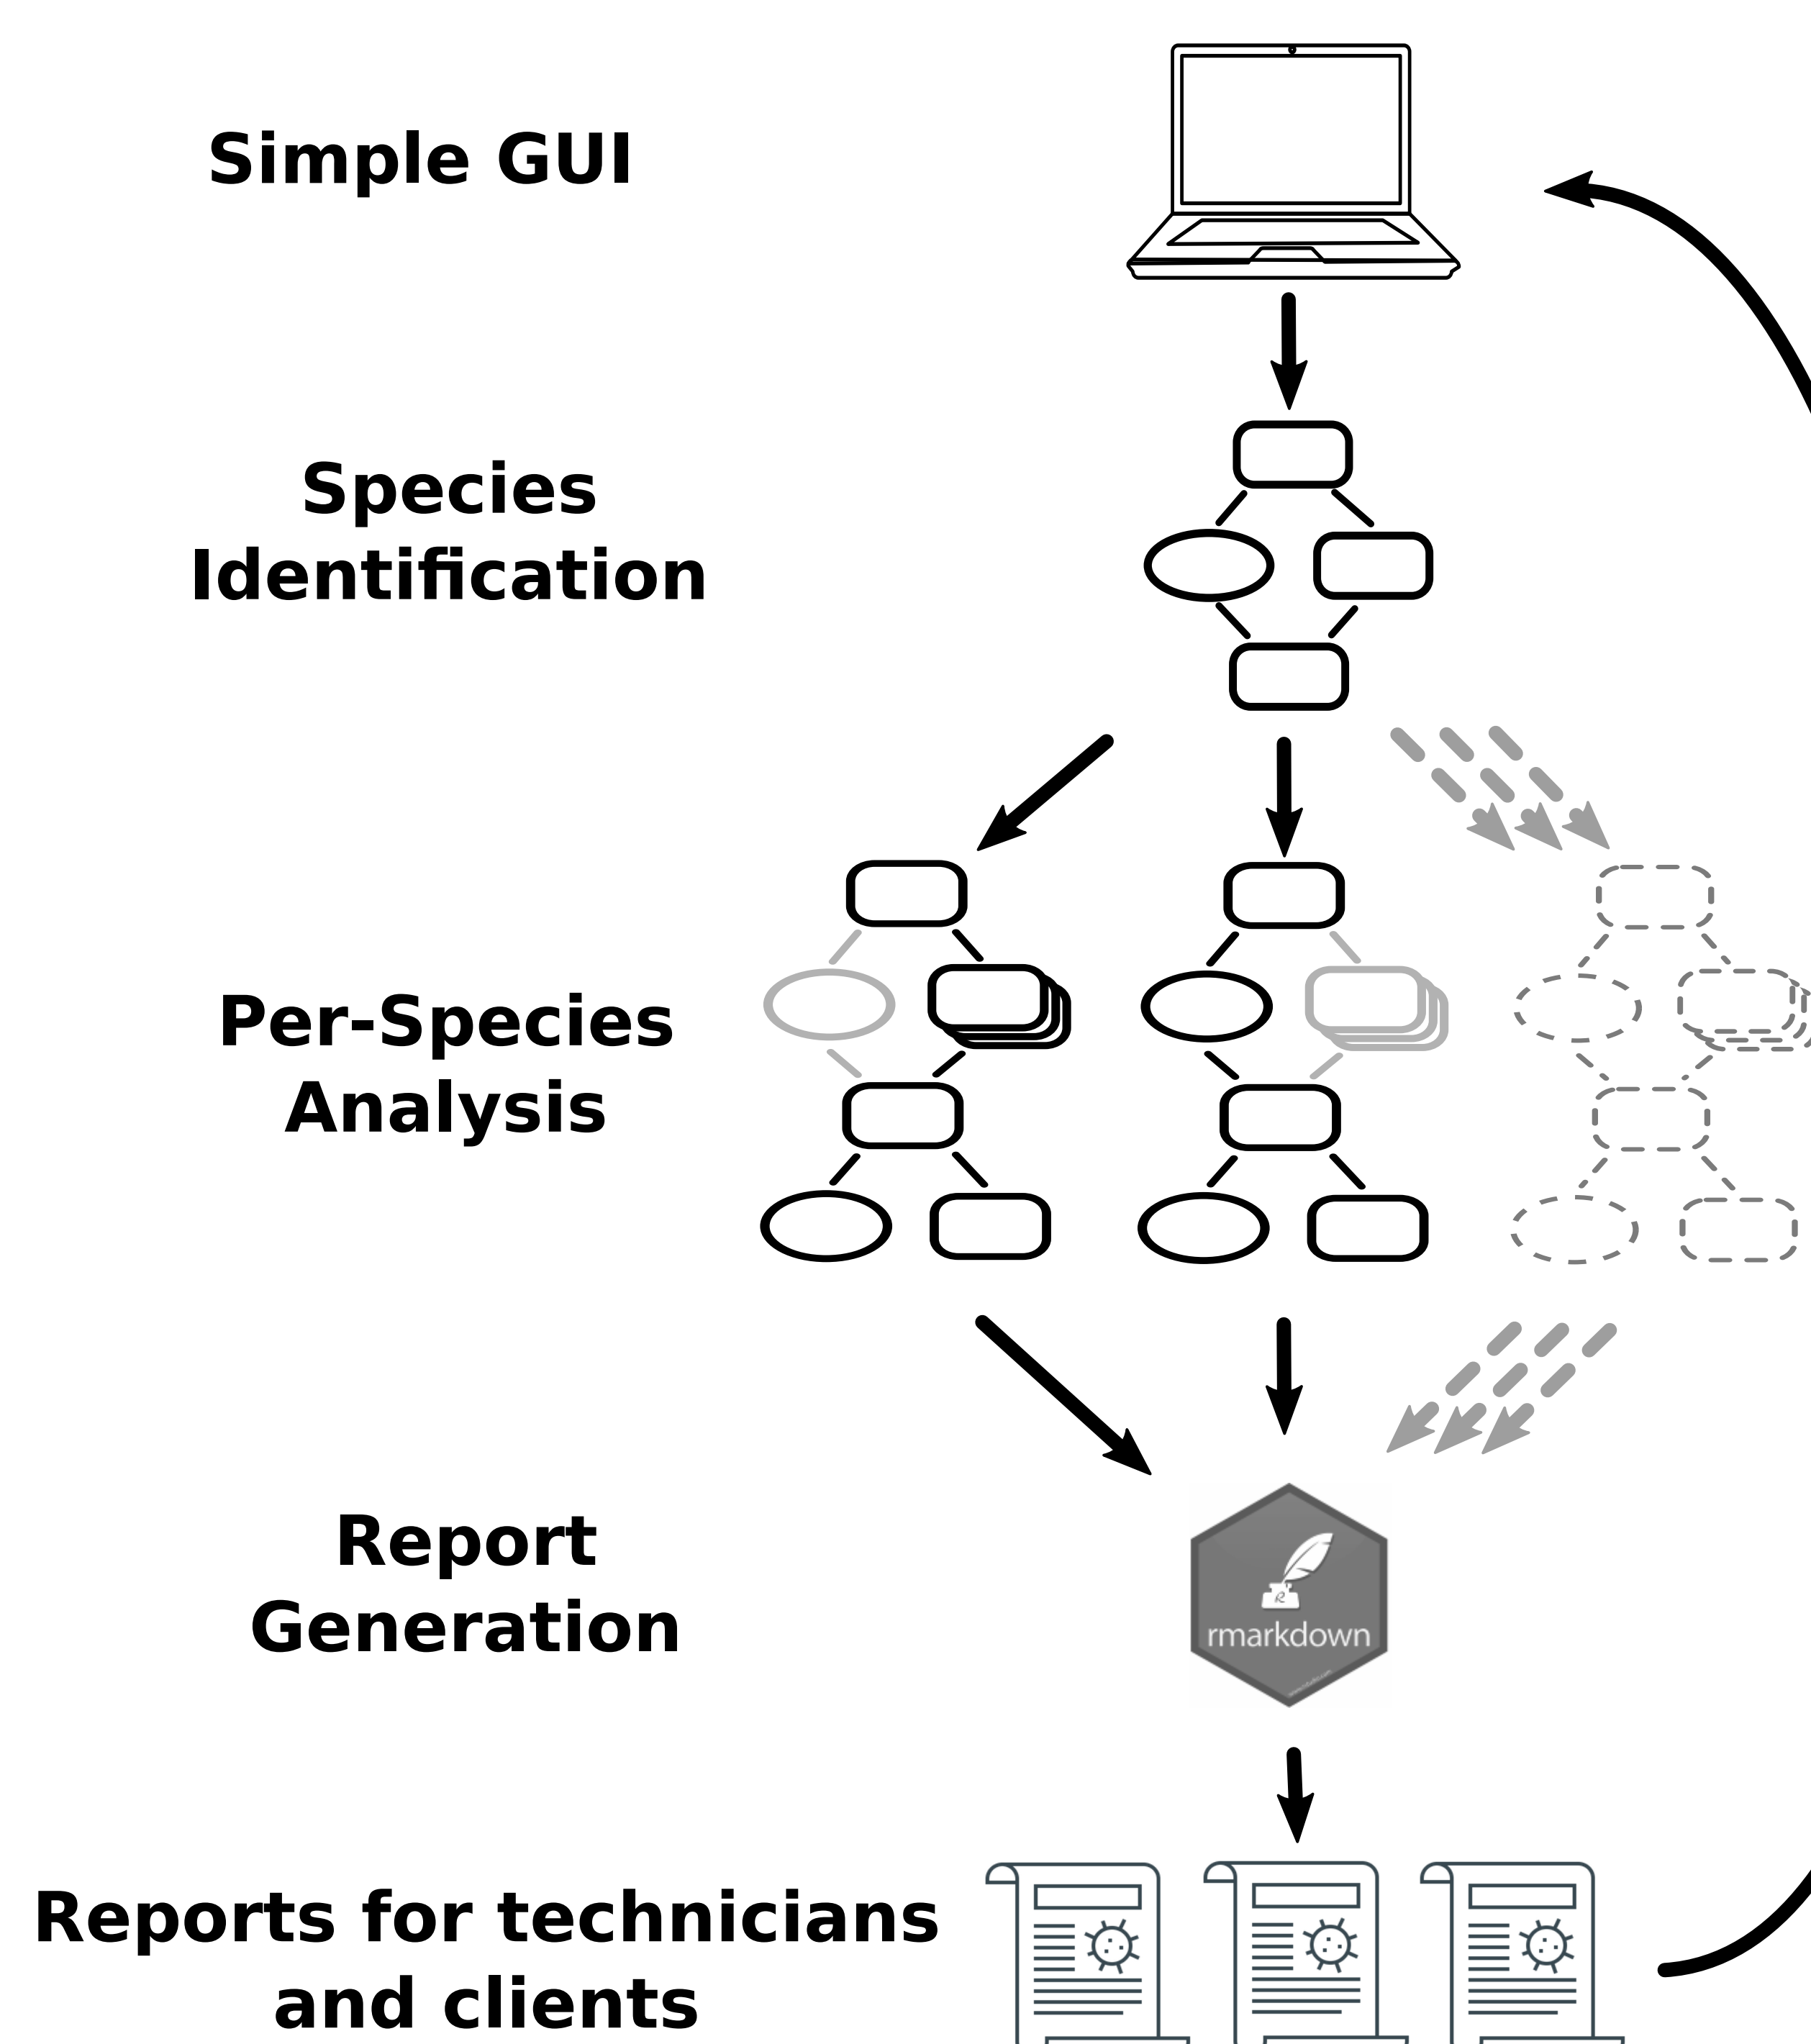 Simple GUI
Species
Identification
Per-Species
Analysis
Report
Generation
rmarkdown
Reports for technicians
and clients